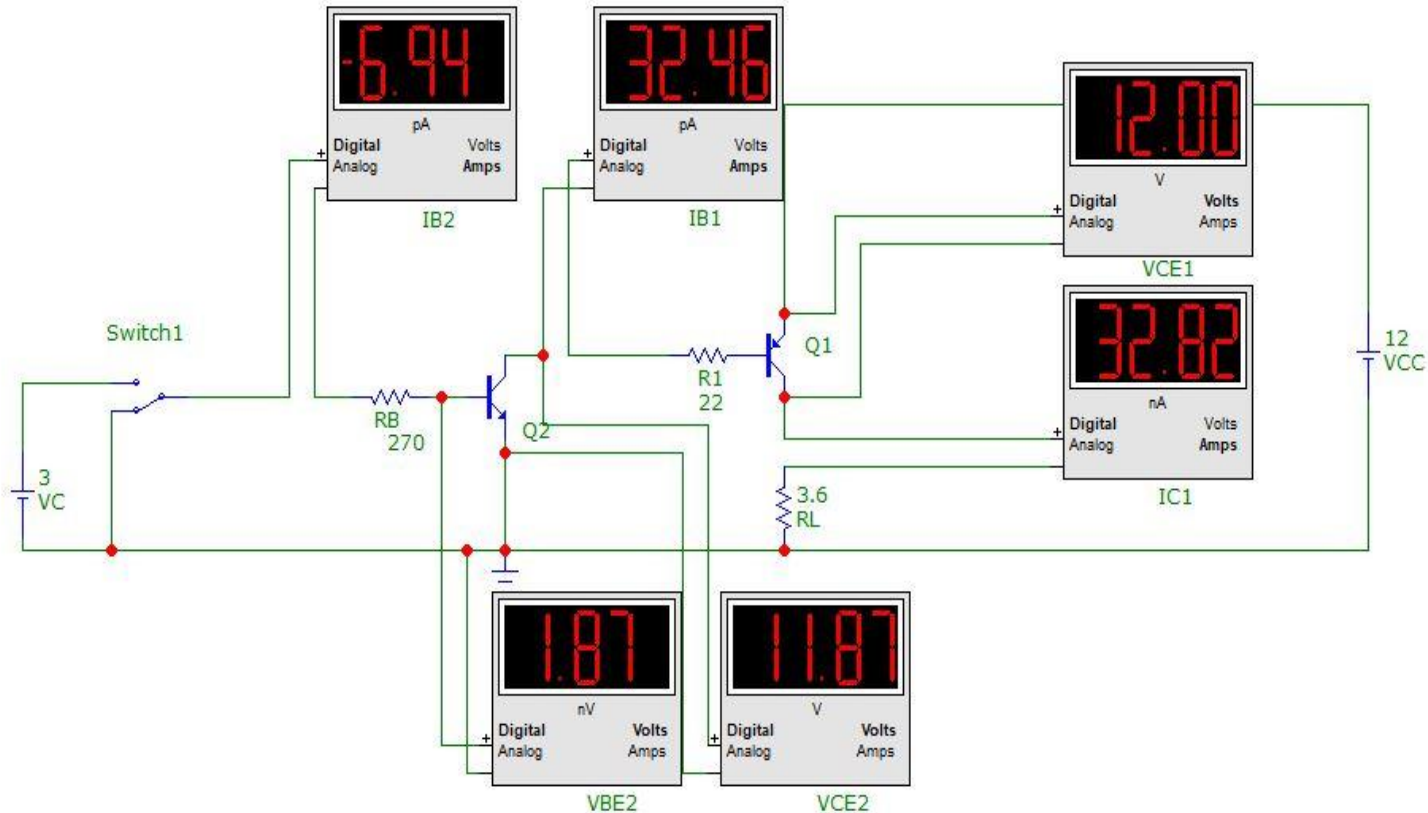 -6.94
pA
Digital Volts
Analog Amps
IB2
32.46
pA
Digital Volts
Analog Amps
IB1
12.00
V
Digital Volts
Analog Amps
VCE1
32.82
nA
Digital Volts
Analog Amps
IC1
Switch1
3
VC
RB
270
Q2
R1
22
Q1
12
VCC
3.6
RL
1.87
nV
Digital Volts
Analog Amps
VBE2
11.87
V
Digital Volts
Analog Amps
VCE2